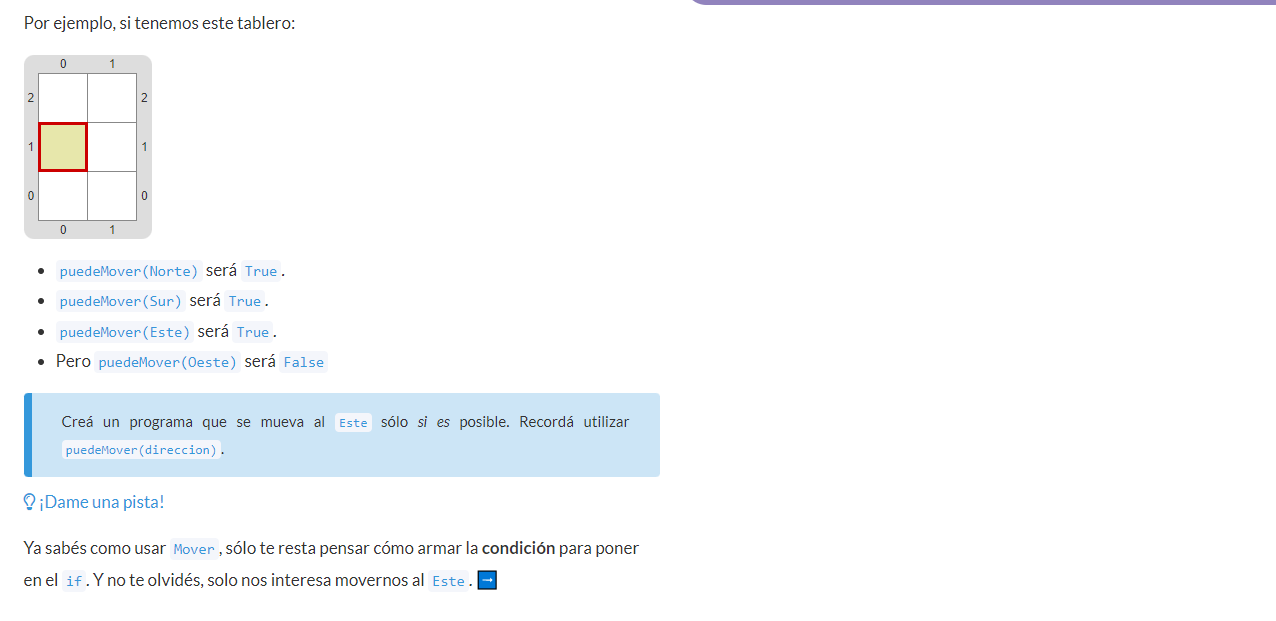 Por ejemplo, si tenemos este tablero:
0 1
2 2
1 1
0 0
0 1
puedeMover(Norte) será True.
puedeMover(Sur) será True.
puedeMover(Este) será True.
Pero puedeMover(Oeste) será False
Creá un programa que se mueva al Este sólo si es posible. Recordá utilizar
puedeMover(direccion).
¡Dame una pista!
Ya sabés como usar Mover, sólo te resta pensar cómo armar la condición para poner
en el if. Y no te olvidés, solo nos interesa movernos al Este. ➡